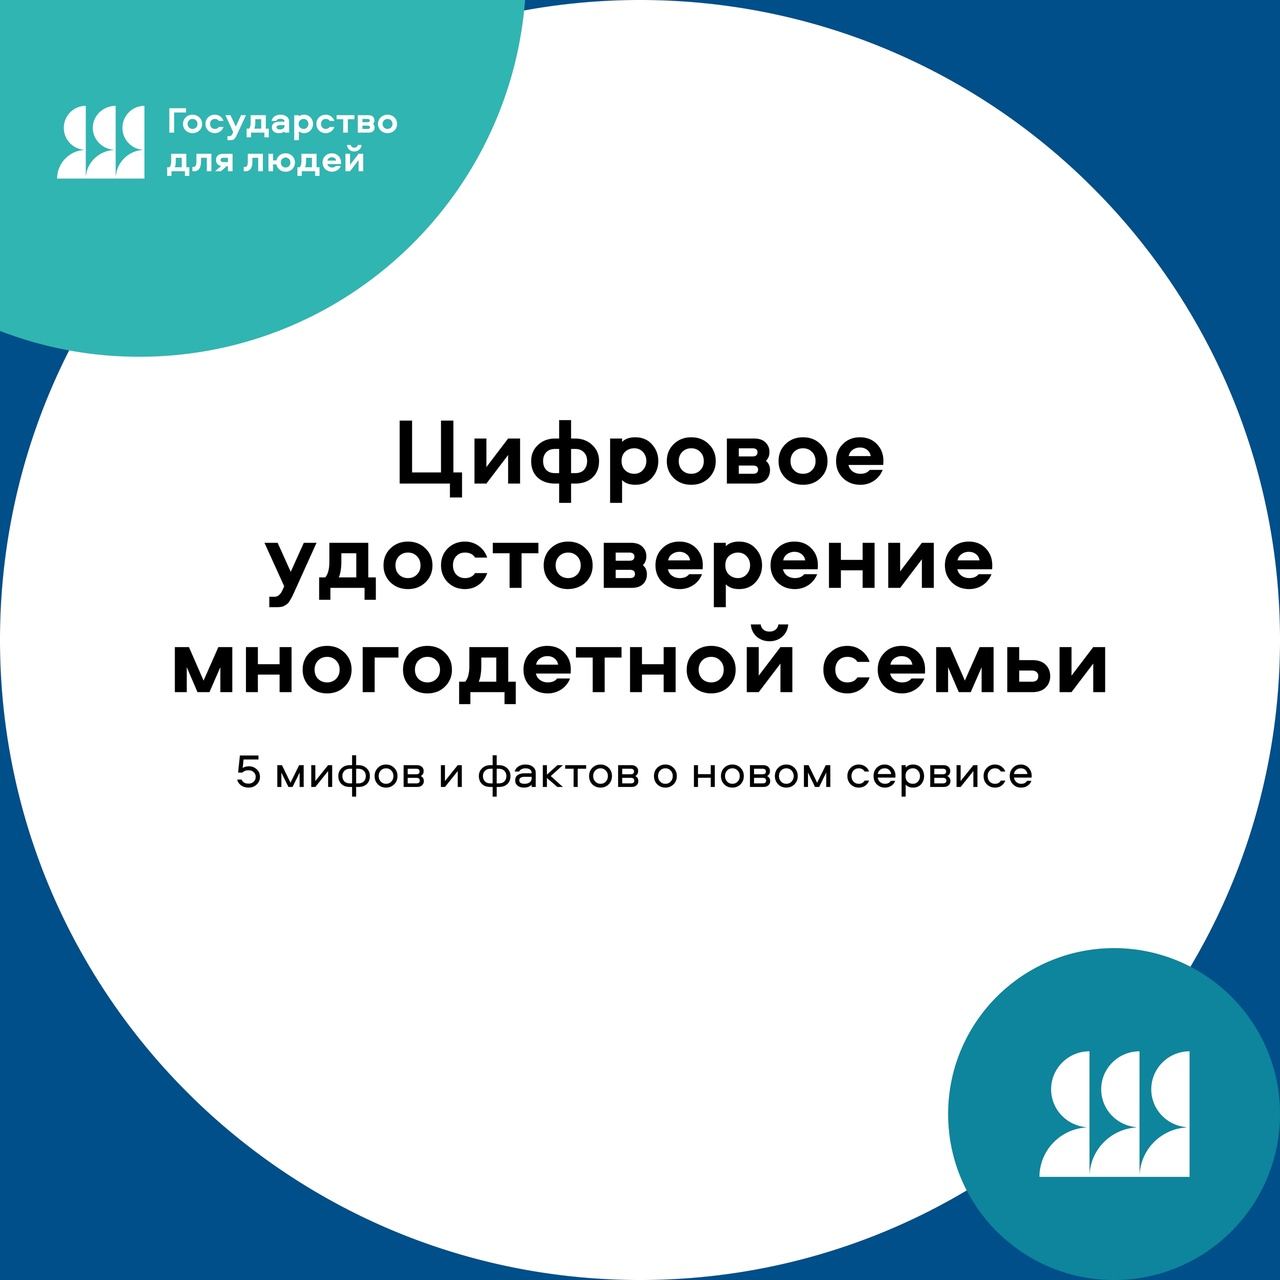 Государство
для людей
Цифровое
удостоверение
многодетной семьи
5 мифов и фактов о новом сервисе